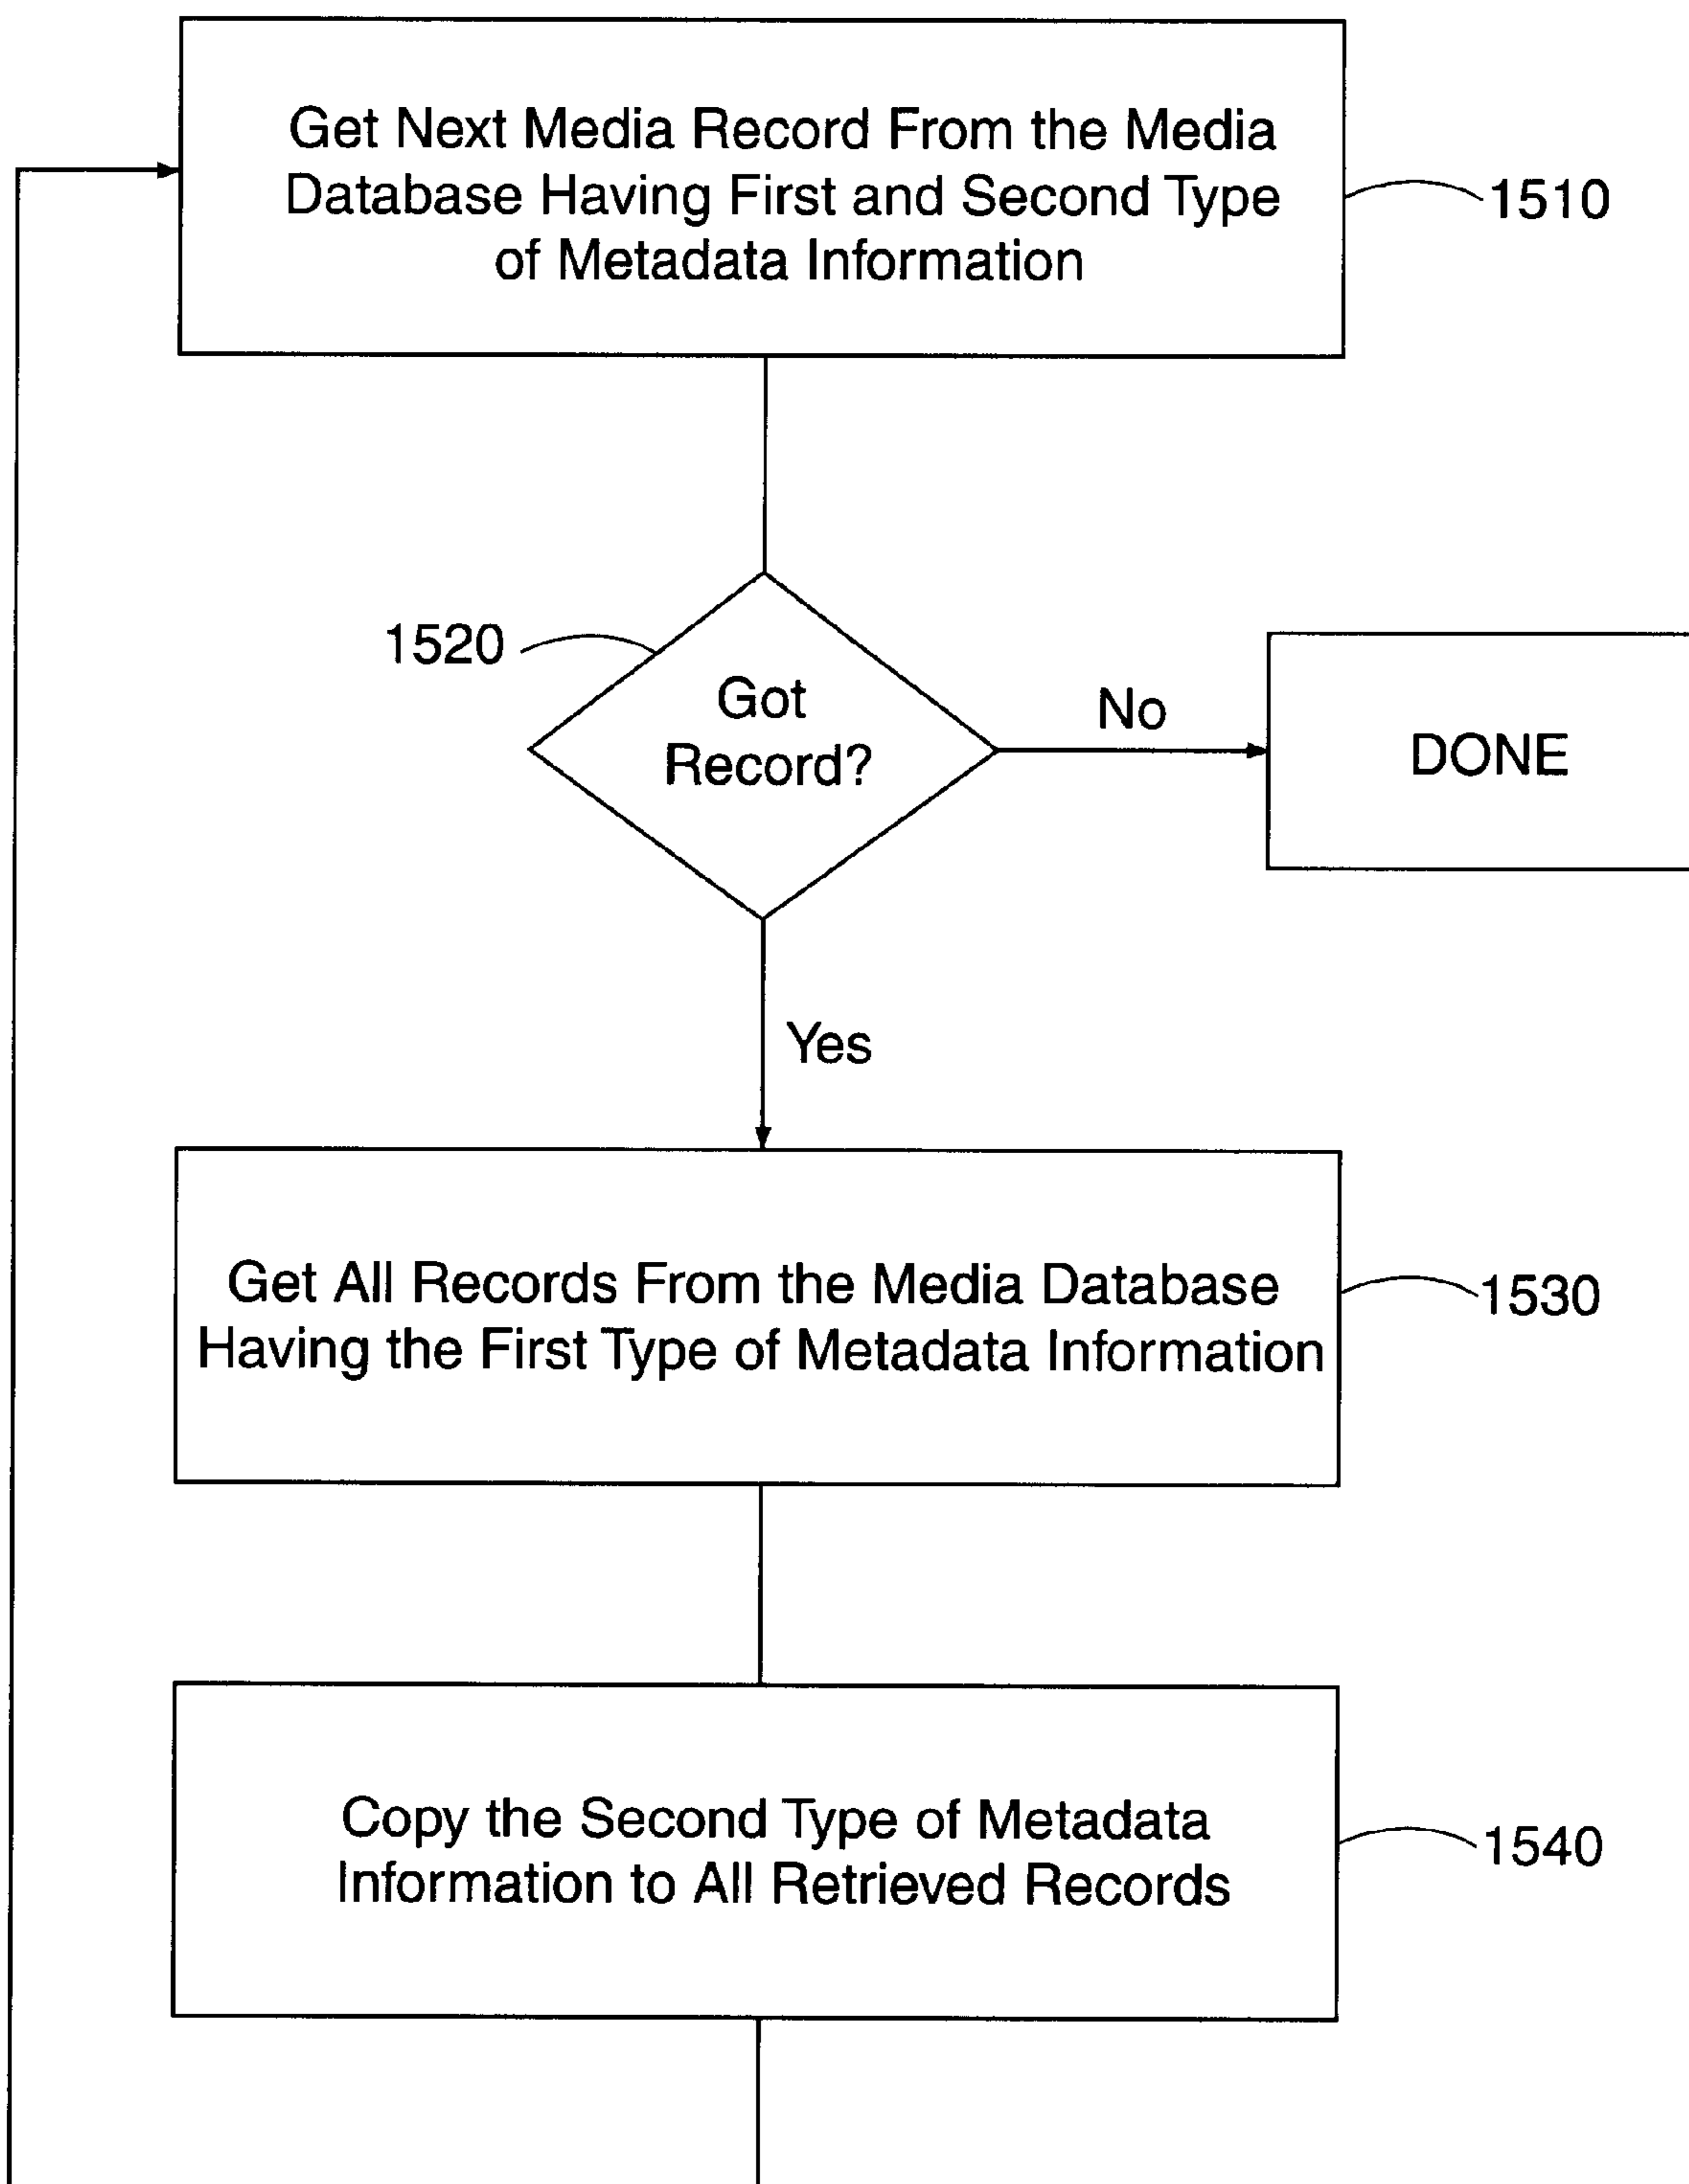 Get Next Media Record From the Media
Database Having First and Second Type
of Metadata Information
1510
1520
Got
Record?
No
DONE
Yes
Get All Records From the Media Database
Having the First Type of Metadata Information
1530
Copy the Second Type of Metadata
Information to All Retrieved Records
1540